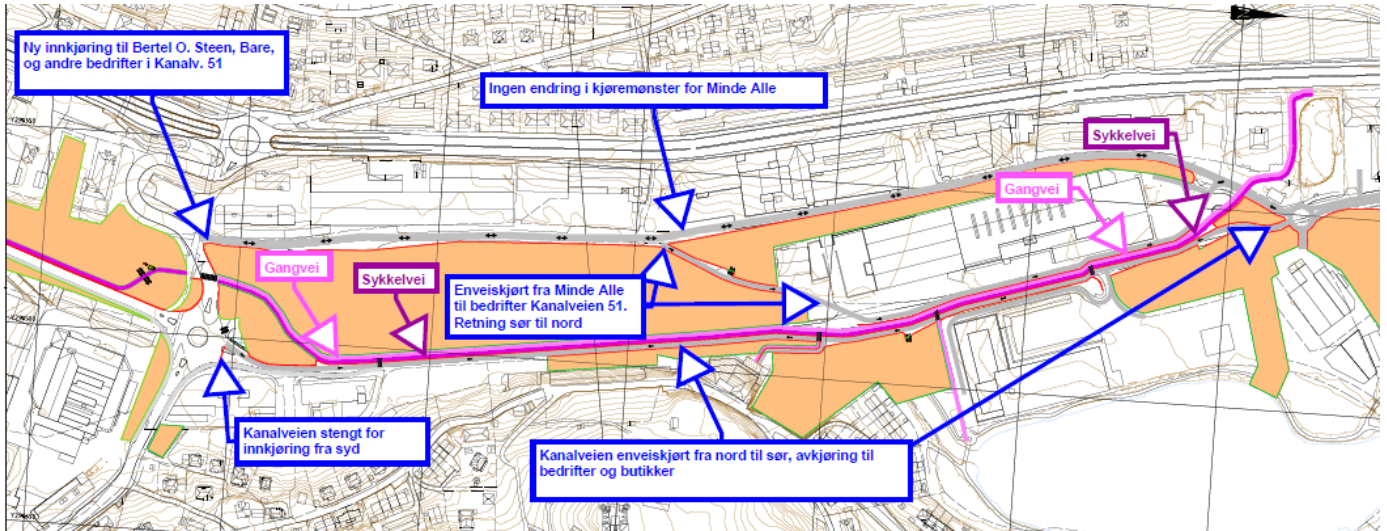 Ny innkjøring til Bertel O. Steen, Bare,
og andre bedrifter i Kanalv. 51
Ingen endring i kjøremønster for Minde Alle
Sykkelvei
Gangvei
Gangvei
Sykkelvei
Enveiskjørt fra Minde Alle
til bedrifter Kanalveien 51.
Retning sør til nord
Kanalveien stengt for
innkjøring fra syd
Kanalveien enveiskjørt fra nord til sør, avkjøring til
bedrifter og butikker